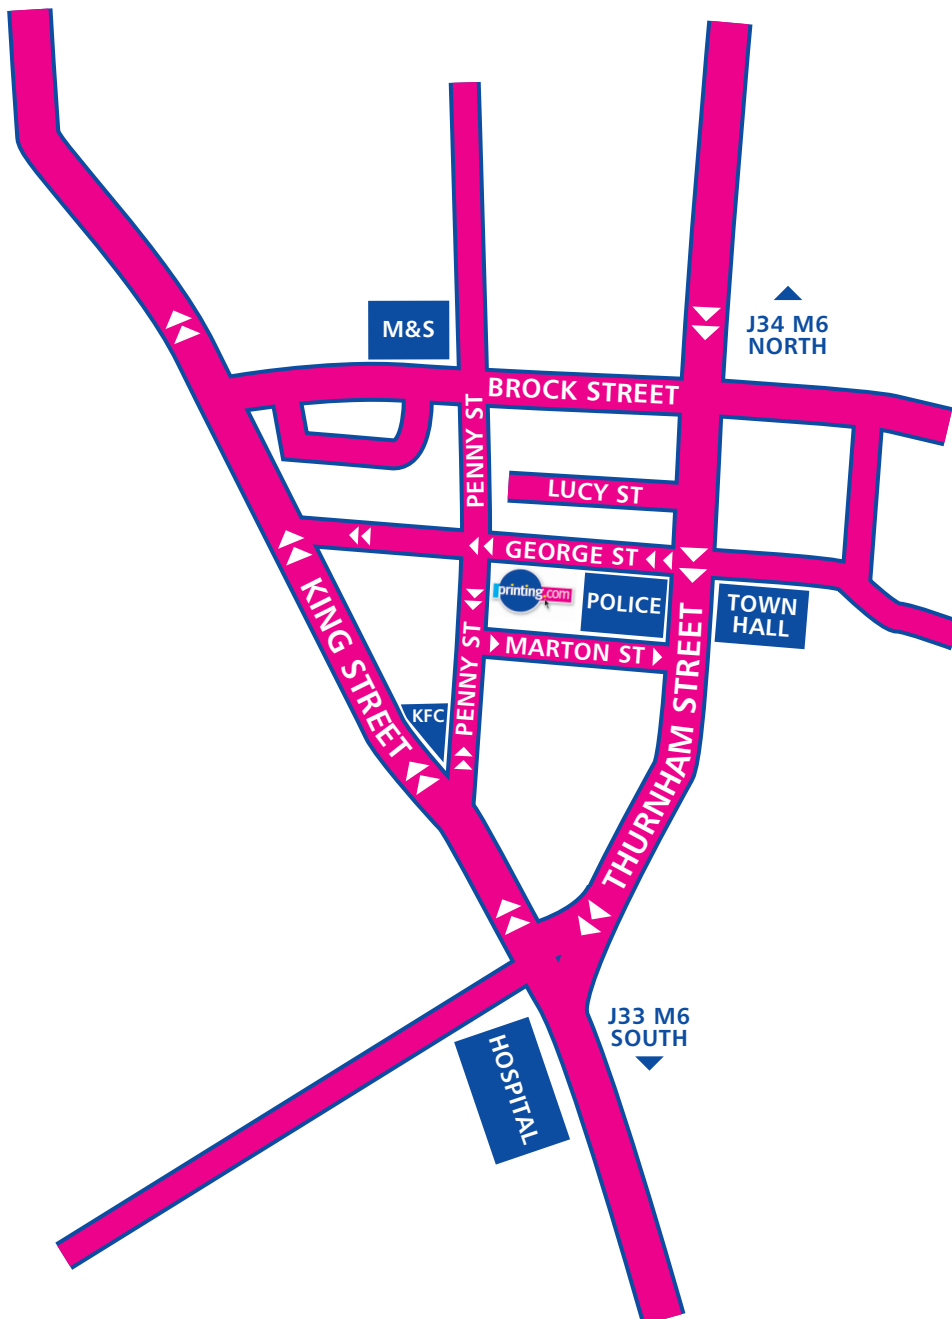 M&S
J34 M6
NORTH
BROCK STREET
PENNY ST
LUCY ST
GEORGE ST
printing.com
POLICE
TOWN
HALL
MARTON ST
KING STREET
PENNY ST
KFC
THURNHAM STREET
J33 M6
SOUTH
HOSPITAL